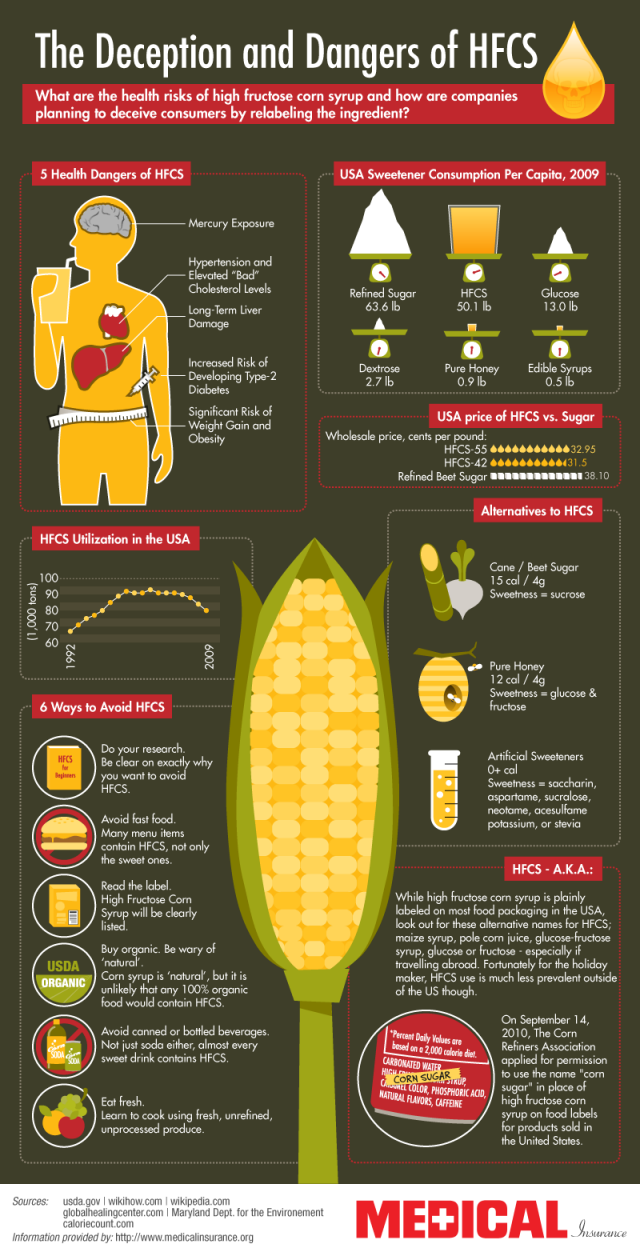 The Deception and Dangers of HFCS
What are the health risks of high fructose corn syrup and how are companies
planning to deceive consumers by relabeling the ingredient?
5 Health Dangers of HFCS
Mercury Exposure
Hypertension and
Elevated “Bad”
Cholesterol Levels
Long-Term Liver
Damage
Increased Risk of
Developing Type-2
Diabetes
Significant Risk of
Weight Gain and
Obesity
USA Sweetener Consumption Per Capita, 2009
Refined Sugar
63.6 lb
HFCS
50.1 lb
Glucose
13.0 lb
Dextrose
2.7 lb
Pure Honey
0.9 lb
Edible Syrups
0.5 lb
USA price of HFCS vs. Sugar
Wholesale price, cents per pound:
HFCS-55 32.95
HFCS-42 31.5
Refined Beet Sugar 38.10
HFCS Utilization in the USA
(1,000 tons)
100
90
80
70
60
1992
2009
Alternatives to HFCS
Cane / Beet Sugar
15 cal / 4g
Sweetness = sucrose
Pure Honey
12 cal / 4g
Sweetness = glucose &
fructose
Artificial Sweeteners
0+ cal
Sweetness = saccharin,
aspartame, sucralose,
neotame, acesulfame
potassium, or stevia
6 Ways to Avoid HFCS
HFCS
for
Beginners
Do your research.
Be clear on exactly why
you want to avoid
HFCS.
Avoid fast food.
Many menu items
contain HFCS, not only
the sweet ones.
Read the label.
High Fructose Corn
Syrup will be clearly
listed.
USDA
ORGANIC
Buy organic. Be wary of
‘natural’.
Corn syrup is ‘natural’, but it is
unlikely that any 100% organic
food would contain HFCS.
SODA
SODA
Avoid canned or bottled beverages.
Not just soda either, almost every
sweet drink contains HFCS.
Eat fresh.
Learn to cook using fresh, unrefined,
unprocessed produce.
HFCS - A.K.A.:
While high fructose corn syrup is plainly
labeled on most food packaging in the USA,
look out for these alternative names for HFCS;
maize syrup, pole corn juice, glucose-fructose
syrup, glucose or fructose - especially if
travelling abroad. Fortunately for the holiday
maker, HFCS use is much less prevalent outside
of the US though.
*Percent Daily Values are
based on a 2,000 calorie diet.
CARBONATED WATER,
CORN SUGAR
COLOR, PHOSPHORIC ACID,
NATURAL FLAVORS, CAFFEINE
On September 14,
2010, The Corn
Refiners Association
applied for permission
to use the name "corn
sugar" in place of
high fructose corn
syrup on food labels
for products sold in
the United States.
Sources: usda.gov | wikihow.com | wikipedia.com
globalhealingcenter.com | Maryland Dept. for the Environement
caloriecount.com
Information provided by: http://www.medicalinsurance.org
MEDICAL Insurance